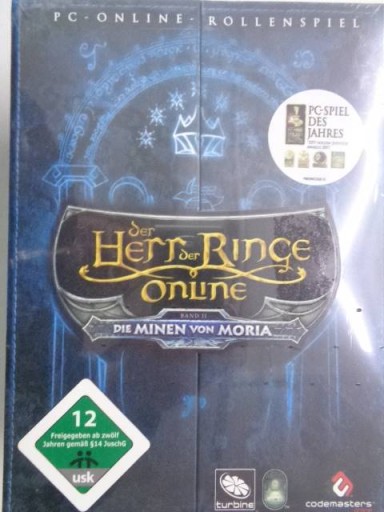 PC-ONLINE-ROLLENSPIEL
PC-SPIEL
DES
JAHRES
der
Herr der Ringe
Online
BAND II
DIE MINEN VON MORIA
12
Freigegeben ab zwölf
Jahren gemäß §14 JuschG
usk
turbine
codemasters